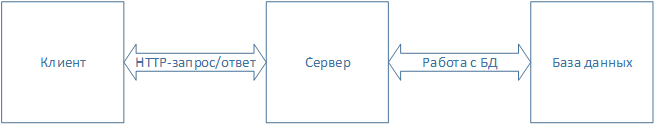 Клиент
HTTP-запрос/ответ
Сервер
Работа с БД
База данных